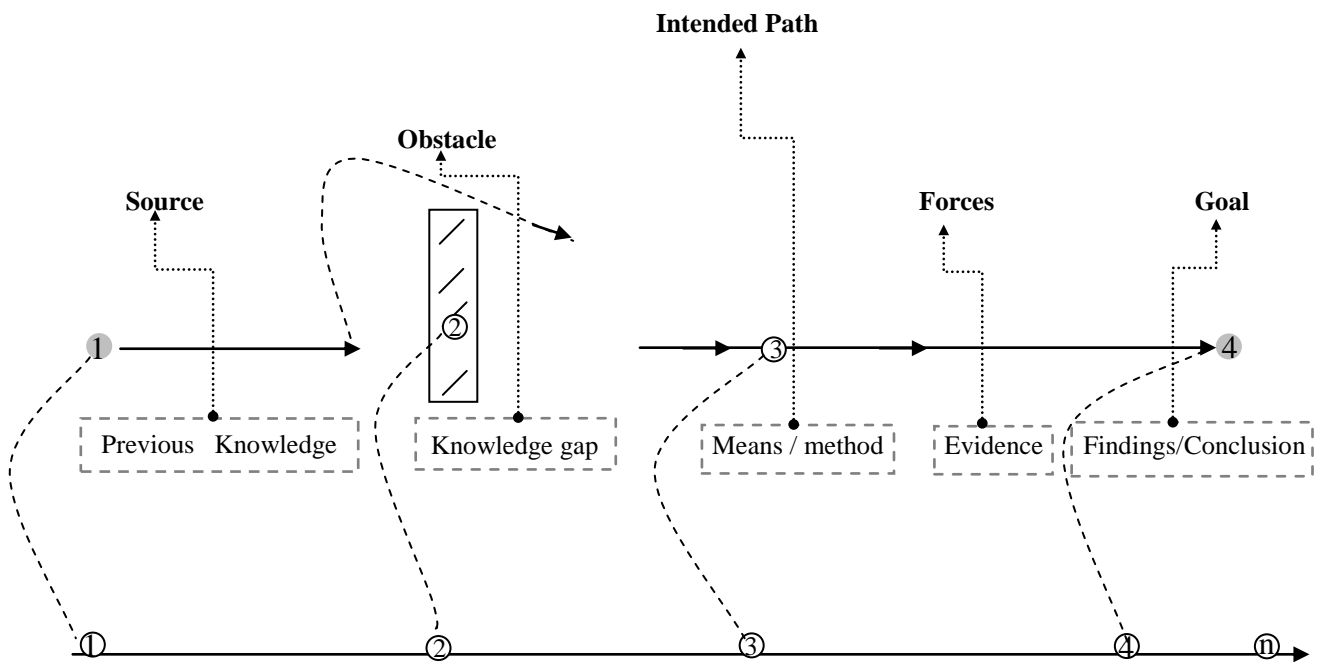 Intended Path
Obstacle
Source
Forces
Goal
1
2
3
4
Previous Knowledge
Knowledge gap
Means / method
Evidence
Findings/Conclusion
1
2
3
4
n